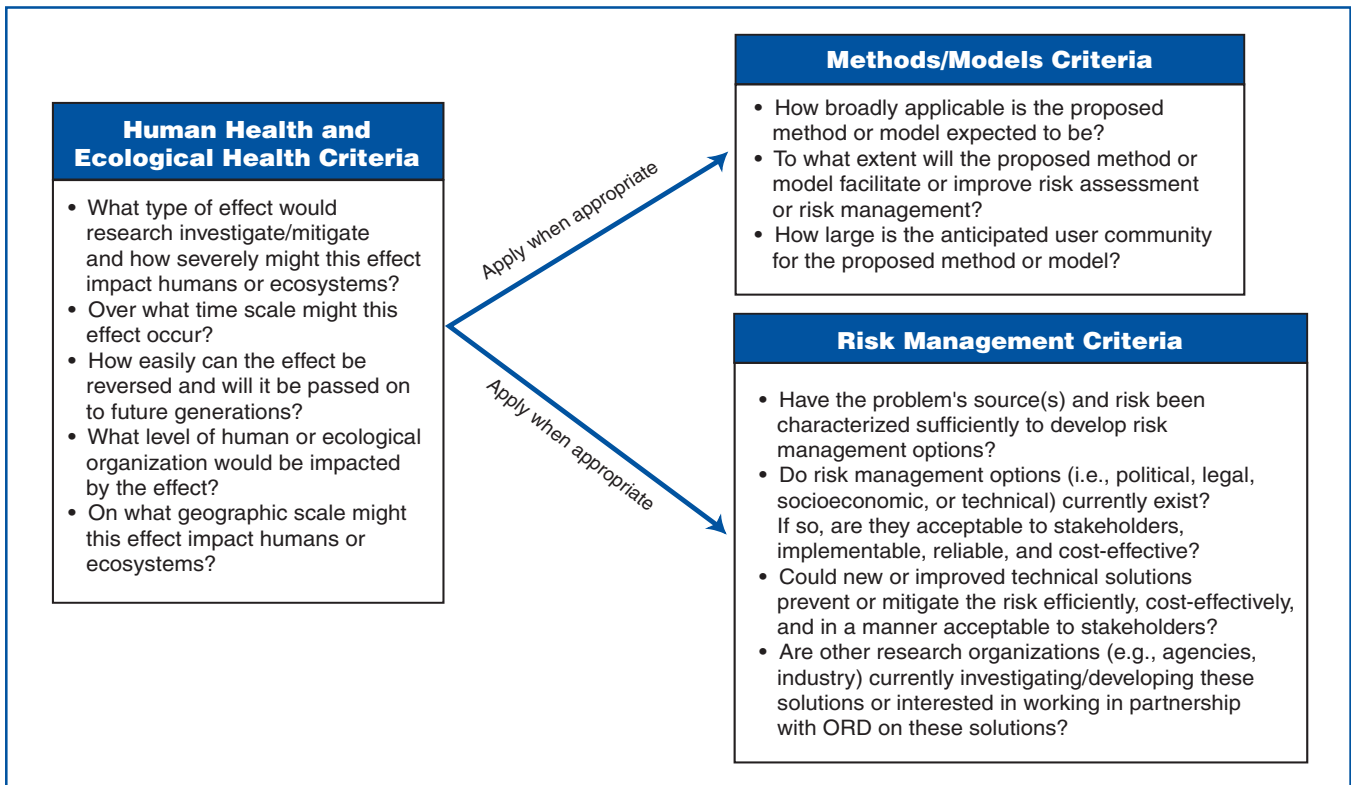 Human Health and
Ecological Health Criteria
• What type of effect would
research investigate/mitigate
and how severely might this effect
impact humans or ecosystems?
• Over what time scale might this
effect occur?
• How easily can the effect be
reversed and will it be passed on
to future generations?
• What level of human or ecological
organization would be impacted
by the effect?
• On what geographic scale might
this effect impact humans or
ecosystems?
Apply when appropriate
Apply when appropriate
Methods/Models Criteria
• How broadly applicable is the proposed
method or model expected to be?
• To what extent will the proposed method or
model facilitate or improve risk assessment
or risk management?
• How large is the anticipated user community
for the proposed method or model?
Risk Management Criteria
• Have the problem's source(s) and risk been
characterized sufficiently to develop risk
management options?
• Do risk management options (i.e., political, legal,
socioeconomic, or technical) currently exist?
If so, are they acceptable to stakeholders,
implementable, reliable, and cost-effective?
• Could new or improved technical solutions
prevent or mitigate the risk efficiently, cost-effectively,
and in a manner acceptable to stakeholders?
• Are other research organizations (e.g., agencies,
industry) currently investigating/developing these
solutions or interested in working in partnership
with ORD on these solutions?